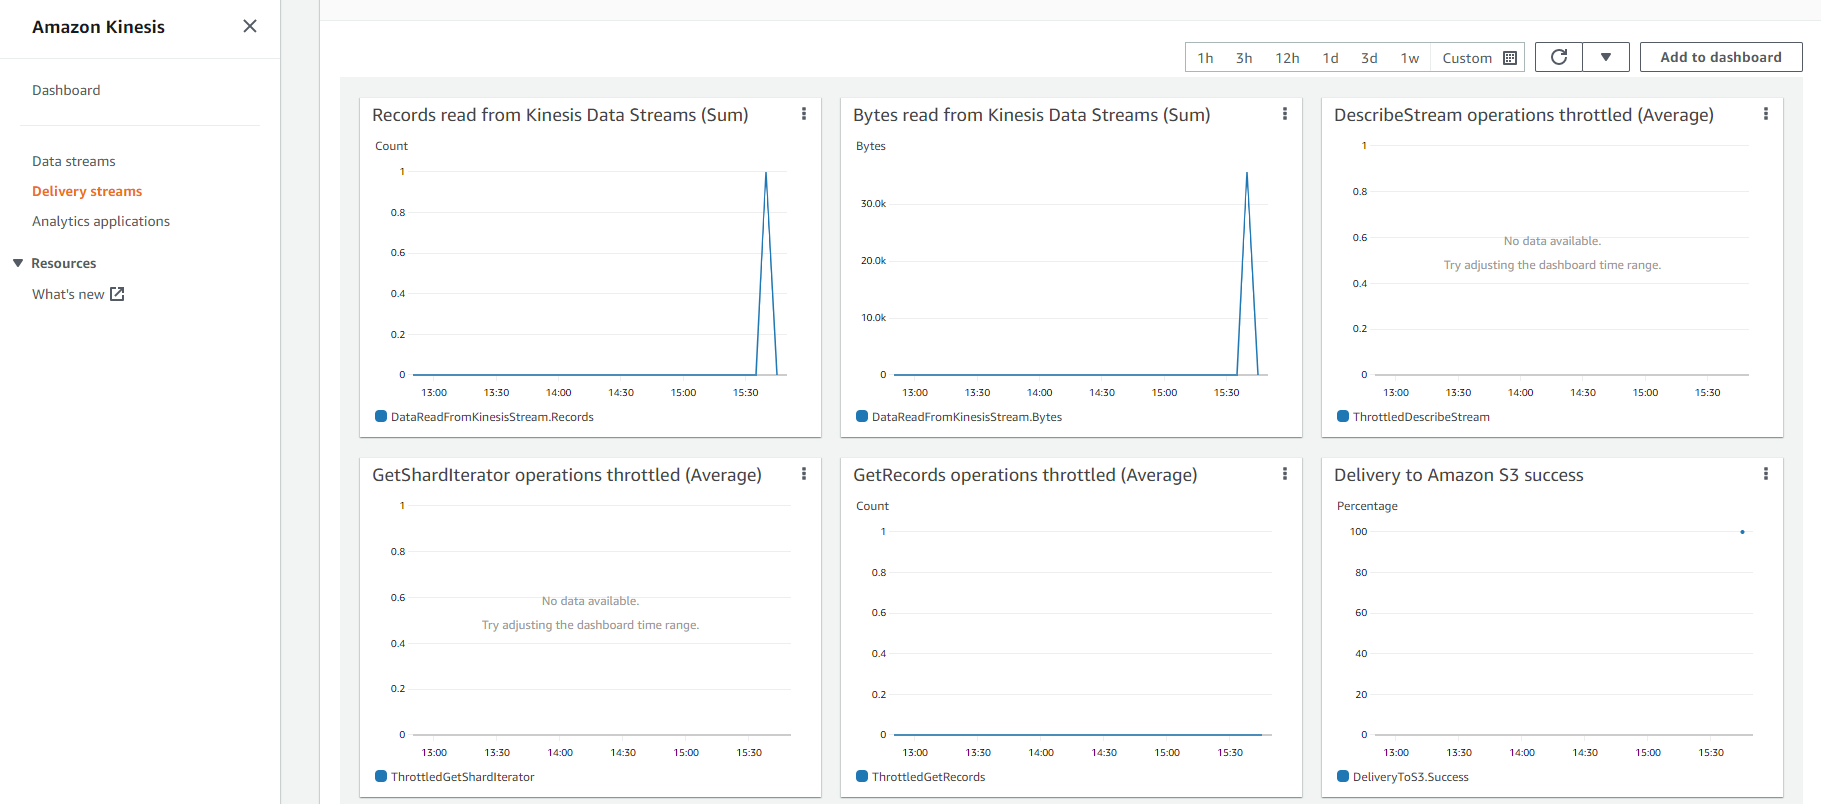 Amazon Kinesis
Dashboard
Data streams
Delivery streams
Analytics applications
Resources
What's new
1h 3h 12h 1d 3d 1w Custom
Add to dashboard
Records read from Kinesis Data Streams (Sum)
Count
1
0.8
0.6
0.4
0.2
0
13:00 13:30 14:00 14:30 15:00 15:30
DataReadFromKinesisStream.Records
Bytes read from Kinesis Data Streams (Sum)
Bytes
30.0k
20.0k
10.0k
0
13:00 13:30 14:00 14:30 15:00 15:30
DataReadFromKinesisStream.Bytes
DescribeStream operations throttled (Average)
1
0.8
0.6
No data available.
Try adjusting the dashboard time range.
0.4
0.2
0
13:00 13:30 14:00 14:30 15:00 15:30
ThrottledDescribeStream
GetShardIterator operations throttled (Average)
1
0.8
0.6
No data available.
Try adjusting the dashboard time range.
0.4
0.2
0
13:00 13:30 14:00 14:30 15:00 15:30
ThrottledGetShardIterator
GetRecords operations throttled (Average)
Count
1
0.8
0.6
0.4
0.2
0
13:00 13:30 14:00 14:30 15:00 15:30
ThrottledGetRecords
Delivery to Amazon S3 success
Percentage
100
80
60
40
20
0
13:00 13:30 14:00 14:30 15:00 15:30
DeliveryToS3.Success